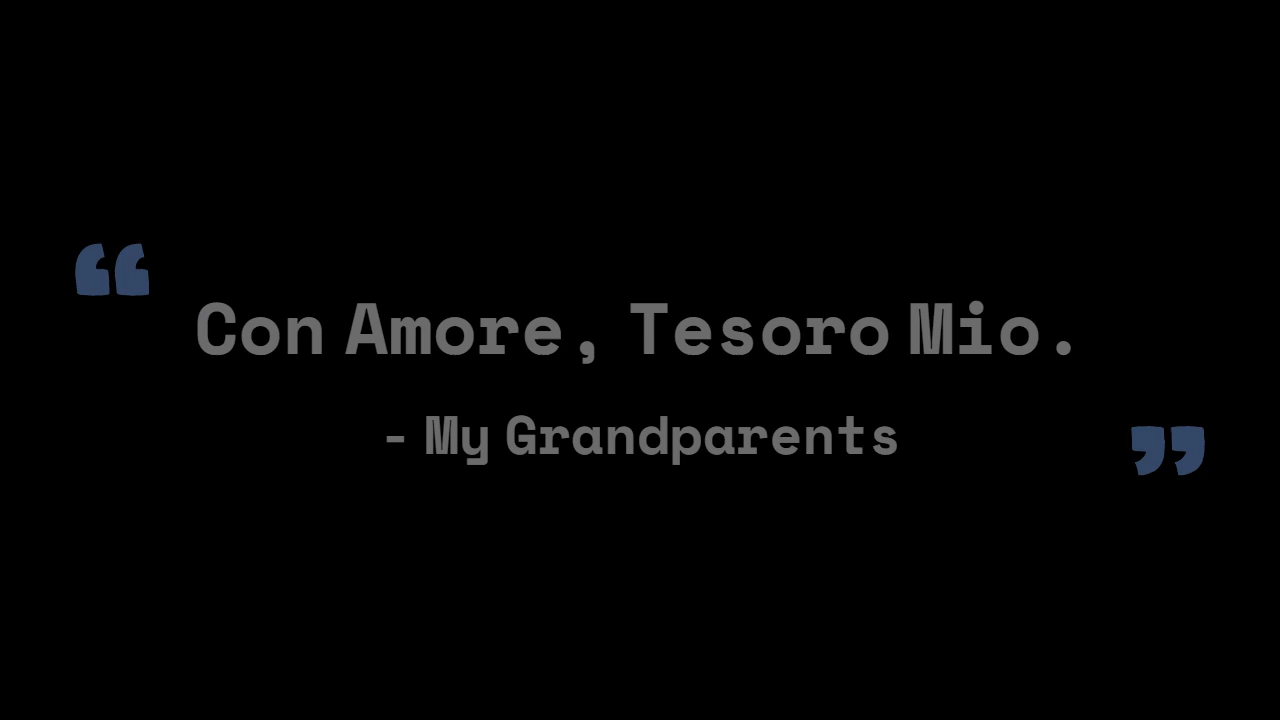 “
Con Amore, Tesoro Mio.
- My Grandparents
”